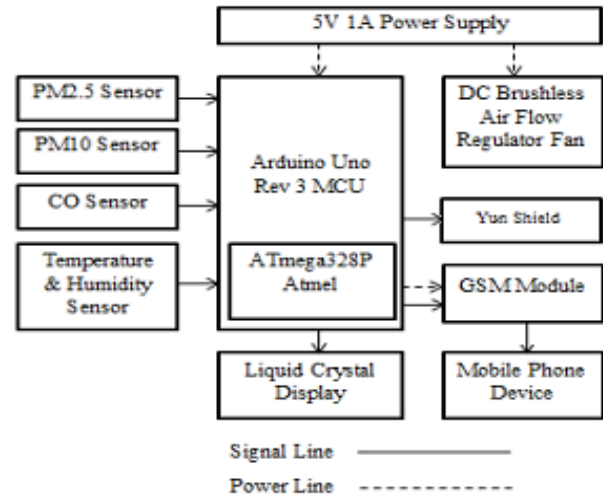 5V 1A Power Supply
PM2.5 Sensor
PM10 Sensor
CO Sensor
Temperature
& Humidity
Sensor
Arduino Uno
Rev 3 MCU
ATmega328P
Atmel
DC Brushless
Air Flow
Regulator Fan
Yun Shield
GSM Module
Liquid Crystal
Display
Mobile Phone
Device
Signal Line
Power Line